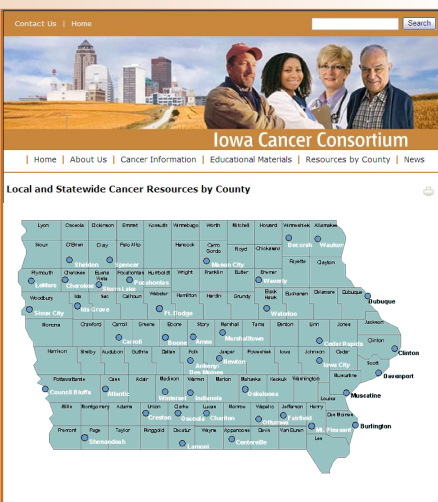 Contact Us | Home
Search
Iowa Cancer Consortium
| Home | About Us | Cancer Information | Educational Materials | Resources by County | News
Local and Statewide Cancer Resources by County
Lyon Osceola Dickinson Emmet Kossuth Winnebago Worth Mitchell Howard Winneshiek Allamakee
Sioux O'Brien Clay Palo Alto Hancock Cerro Gordo Floyd Chickasaw
Decorah Waukon
Sheldon Spencer Mason City Fayette Clayton
Plymouth Cherokee Buena Vista Pocahontas Humboldt Wright Franklin Butler Bremer
LeMars Cherokee Storm Lake Pocahontas Waverly
Woodbury Ida Sac Calhoun Webster Hamilton Hardin Grundy Black Hawk Buchanan Delaware Dubuque
Dubuque
Sioux City Ida Grove Ft. Dodge Waterloo
Monona Crawford Carroll Greene Boone Story Marshall Tama Benton Linn Jones Jackson
Carroll Boone Ames Marshalltown Cedar Rapids Clinton
Clinton
Harrison Shelby Audubon Guthrie Dallas Polk Jasper Poweshiek Iowa Johnson Cedar
Newton Iowa City Scott
Ankeny/
Des Moines
Davenport
Pottawattamie Cass Adair Madison Warren Marion Mahaska Keokuk Washington Muscatine
Council Bluffs Atlantic Winterset Indianola Oskaloosa Louisa Muscatine
Mills Montgomery Adams Union Clarke Lucas Monroe Wapello Jefferson Henry
Creston Osceola Chariton Ottumwa Fairfield Mt. Pleasant Des Moines Burlington
Fremont Page Taylor Ringgold Decatur Wayne Appanoose Davis Van Buren Lee
Shenandoah Lamoni Centerville